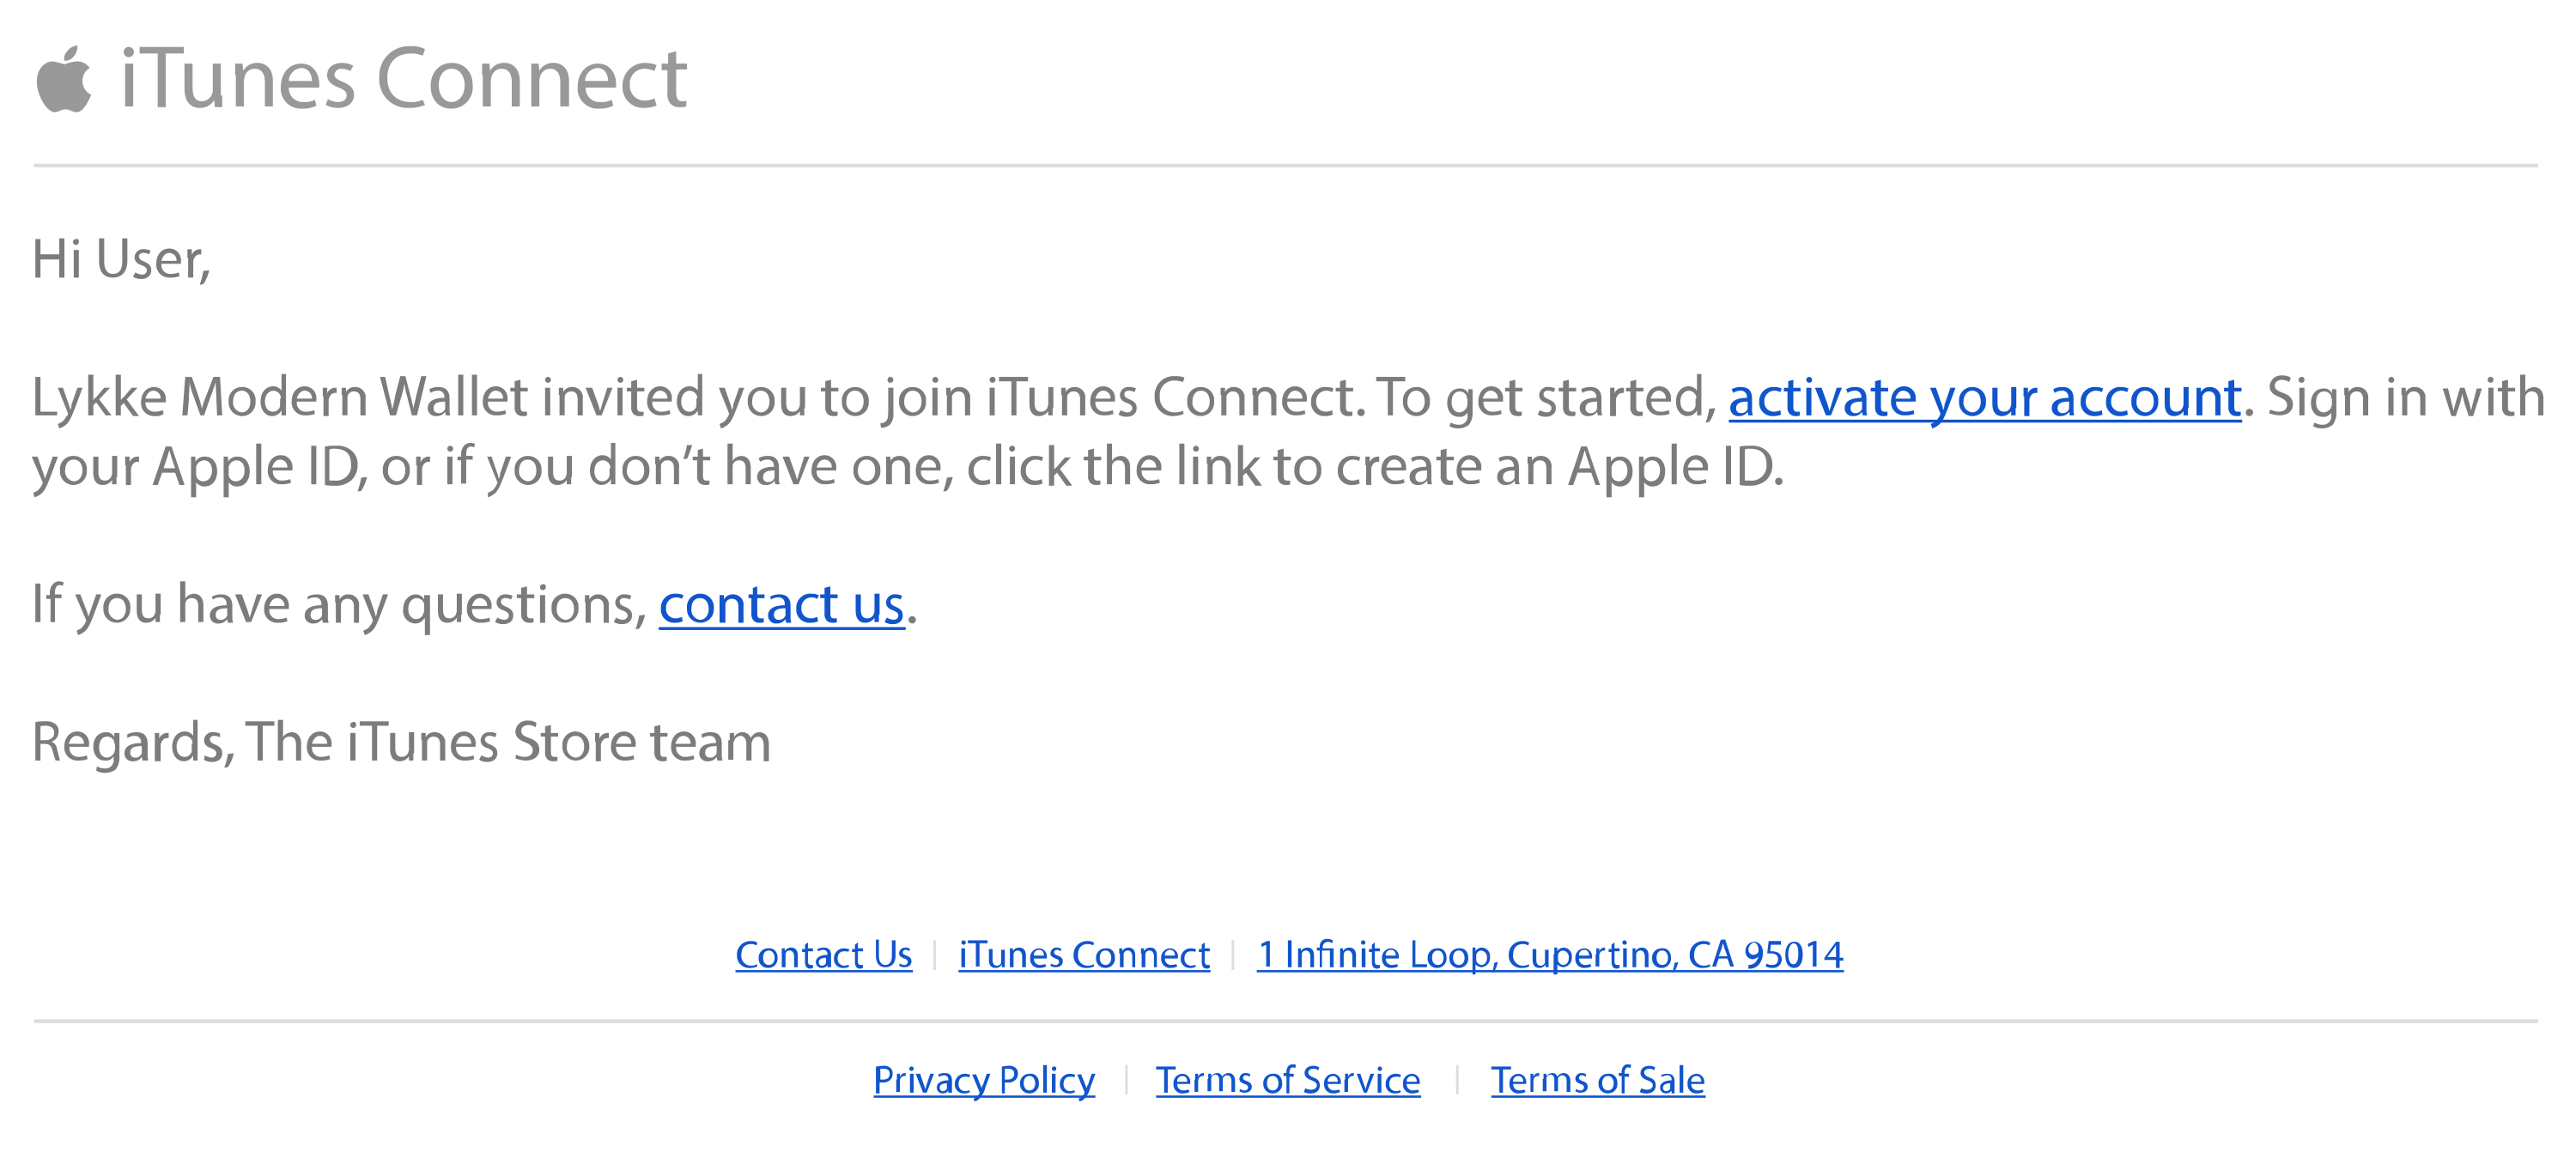 iTunes Connect
Hi User,
Lykke Modern Wallet invited you to join iTunes Connect. To get started, activate your account. Sign in with
your Apple ID, or if you don’t have one, click the link to create an Apple ID.
If you have any questions, contact us.
Regards, The iTunes Store team
Contact Us | iTunes Connect | 1 Infinite Loop, Cupertino, CA 95014
Privacy Policy | Terms of Service | Terms of Sale